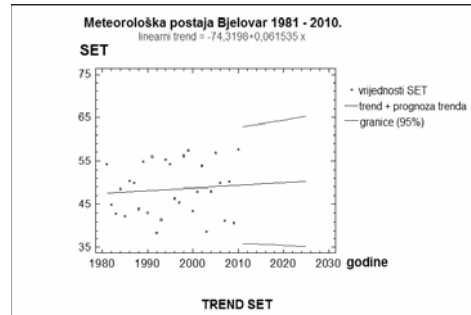 Meteorološka postaja Bjelovar 1981 - 2010.
linearni trend = -74,3198+0,061535 x
SET
75
65
55
45
35
1980 1990 2000 2010 2020 2030
godine
vrijednosti SET
trend + prognoza trenda
granice (95%)
TREND SET